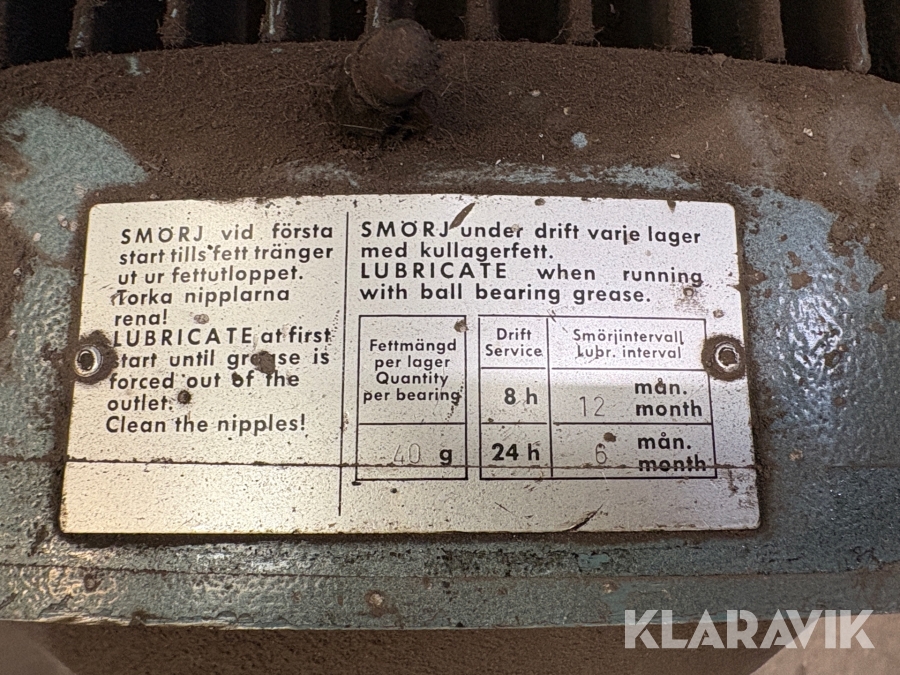 SMÖRJ vid första
start tills fett tränger
ut ur fettutloppet.
Torka nipplarna
rena!
LUBRICATE at first
start until grease is
forced out of the
outlet.
Clean the nipples!
SMÖRJ under drift varje lager
med kullagerfett.
LUBRICATE when running
with ball bearing grease.
Fettmängd
per lager
Quantity
per bearing
40 g
Drift
Service
Smörjintervall
Lubr. interval
8 h
12
mån.
month
24 h
6
mån.
month
KLARAVIK